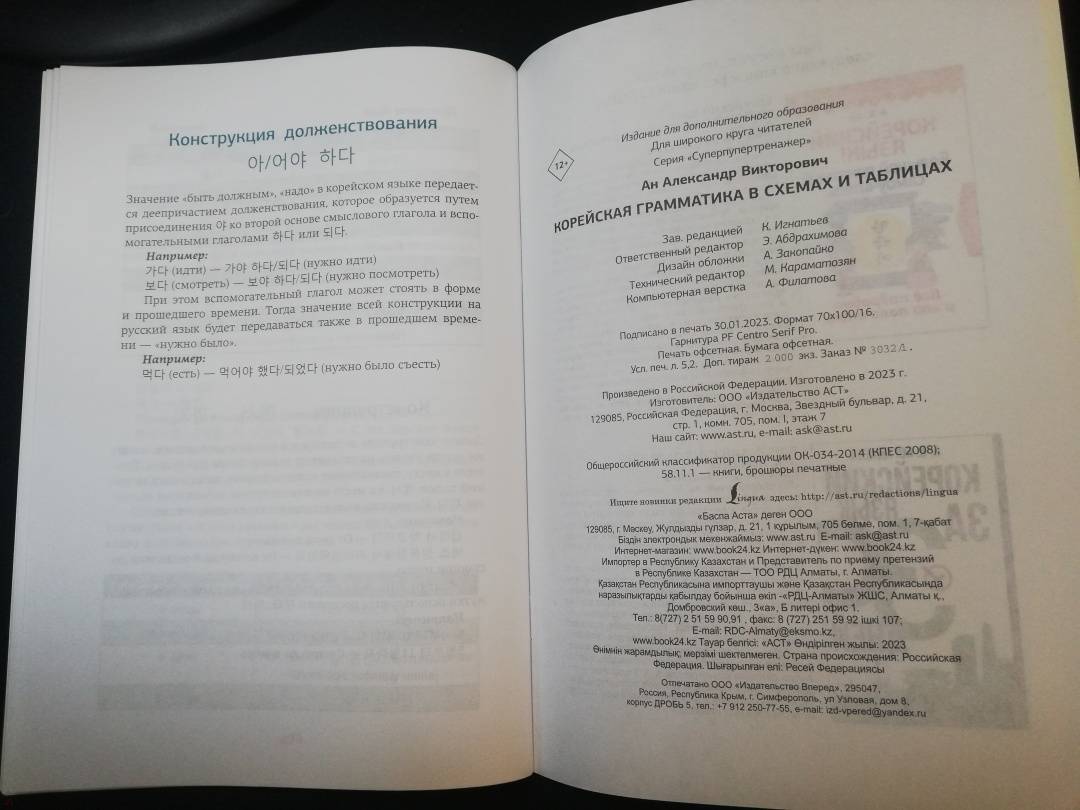 Конструкция долженствования
아/어야 하다
Значение «быть должным», «надо» в корейском языке передает-
ся деепричастием долженствования, которое образуется путем
присоединения 야 ко второй основе смыслового глагола и вспо-
могательными глаголами 하다 или 되다.
Например:
가다 (идти) — 가야 하다/되다 (нужно идти)
보다 (смотреть) — 보야 하다/되다 (нужно посмотреть)
При этом вспомогательный глагол может стоять в форме
и прошедшего времени. Тогда значение всей конструкции на
русский язык будет передаваться также в прошедшем време-
ни — «нужно было».
Например:
먹다 (есть) — 먹어야 했다/되었다 (нужно было съесть)
12+
Издание для дополнительного образования
Для широкого круга читателей
Серия «Суперпупертренажер»
Ан Александр Викторович
КОРЕЙСКАЯ ГРАММАТИКА В СХЕМАХ И ТАБЛИЦАХ
Зав. редакцией К. Игнатьев
Ответственный редактор Э. Абдрахимова
Дизайн обложки А. Закопайко
Технический редактор М. Караматозян
Компьютерная верстка А. Филатова
Подписано в печать 30.01.2023. Формат 70x100/16.
Гарнитура PF Centro Serif Pro.
Печать офсетная. Бумага офсетная.
Усл. печ. л. 5,2. Доп. тираж 2 000 экз. Заказ № 3032/1.
Произведено в Российской Федерации. Изготовлено в 2023 г.
Изготовитель: ООО «Издательство АСТ»
129085, Российская Федерация, г. Москва, Звездный бульвар, д. 21,
стр. 1, комн. 705, пом. I, этаж 7
Наш сайт: www.ast.ru, e-mail: ask@ast.ru
Общероссийский классификатор продукции ОК-034-2014 (КПЕС 2008);
58.11.1 — книги, брошюры печатные
Ищите новинки редакции Lingua здесь: http://ast.ru/redactions/lingua
«Баспа Аста» деген ООО
129085, г. Мәскеу, Жулдызды гүлзар, д. 21, 1 құрылым, 705 бөлме, пом. 1, 7-қабат
Біздін электрондык мекенжаймыз: www.ast.ru E-mail: ask@ast.ru
Интернет-магазин: www.book24.kz Интернет-дүкен: www.book24.kz
Импортер в Республику Казахстан и Представитель по приему претензий
в Республике Казахстан — ТОО РДЦ Алматы, г. Алматы.
Қазақстан Республикасына импорттаушы және Қазақстан Республикасында
наразылықтарды қабылдау бойынша өкіл -«РДЦ-Алматы» ЖШС, Алматы қ.,
Домбровский көш., 3«а», Б литері офис 1.
Тел.: 8(727) 2 51 59 90,91 , факс: 8 (727) 251 59 92 ішкі 107;
E-mail: RDC-Almaty@eksmo.kz,
www.book24.kz Тауар белгісі: «АСТ» Өндірілген жылы: 2023
Өнімнін жарамдылық мерзімі шектелмеген. Страна происхождения: Российская
Федерация. Шығарылған елі: Ресей Федерациясы
Отпечатано ООО «Издательство Вперед», 295047,
Россия, Республика Крым, г. Симферополь, ул Узловая, дом 8,
корпус ДРОБЬ 5, тел.: +7 912 250-77-55, e-mail: izd-vpered@yandex.ru